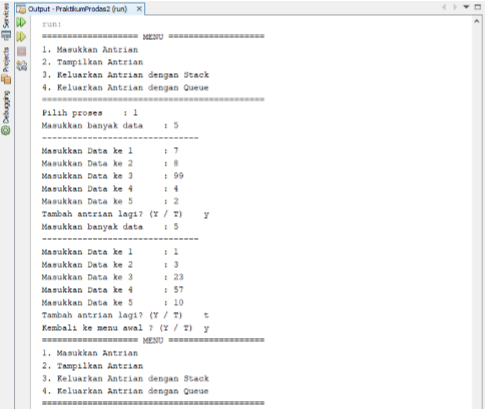 Output - PraktikumProdas2 (run)
Services
Projects
Debugging
run:
=================== MENU ===================
1. Masukkan Antrian
2. Tampilkan Antrian
3. Keluarkan Antrian dengan Stack
4. Keluarkan Antrian dengan Queue
============================================
Pilih proses : 1
Masukkan banyak data : 5
-------------------------------
Masukkan Data ke 1 : 7
Masukkan Data ke 2 : 8
Masukkan Data ke 3 : 99
Masukkan Data ke 4 : 4
Masukkan Data ke 5 : 2
Tambah antrian lagi? (Y / T) y
Masukkan banyak data : 5
-------------------------------
Masukkan Data ke 1 : 1
Masukkan Data ke 2 : 3
Masukkan Data ke 3 : 23
Masukkan Data ke 4 : 57
Masukkan Data ke 5 : 10
Tambah antrian lagi? (Y / T) t
Kembali ke menu awal ? (Y / T) y
=================== MENU ===================
1. Masukkan Antrian
2. Tampilkan Antrian
3. Keluarkan Antrian dengan Stack
4. Keluarkan Antrian dengan Queue
============================================